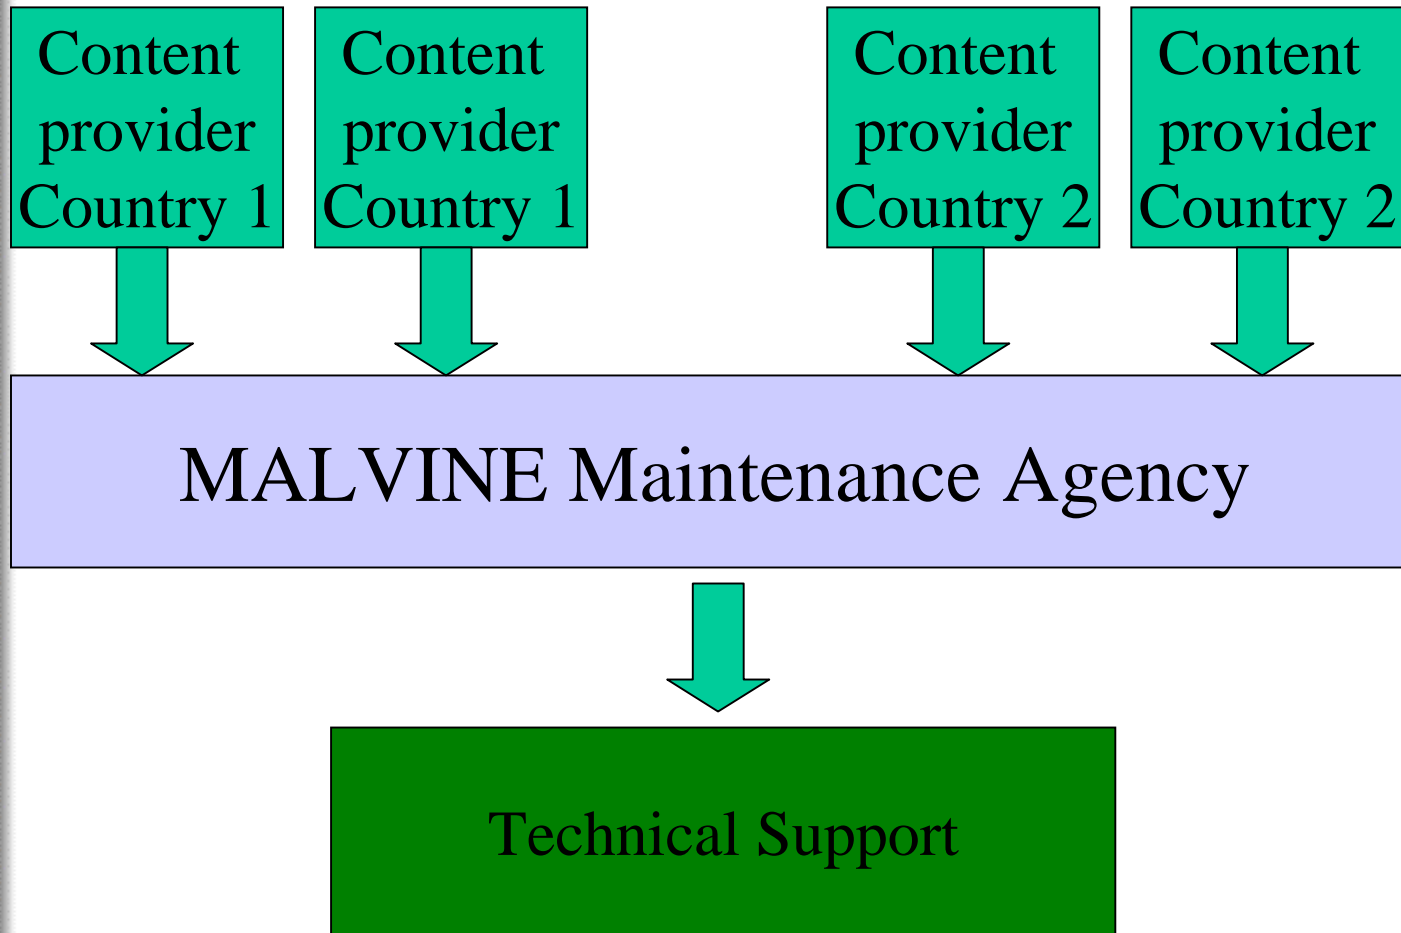 Content
provider
Country 1
Content
provider
Country 1
Content
provider
Country 2
Content
provider
Country 2
MALVINE Maintenance Agency
Technical Support